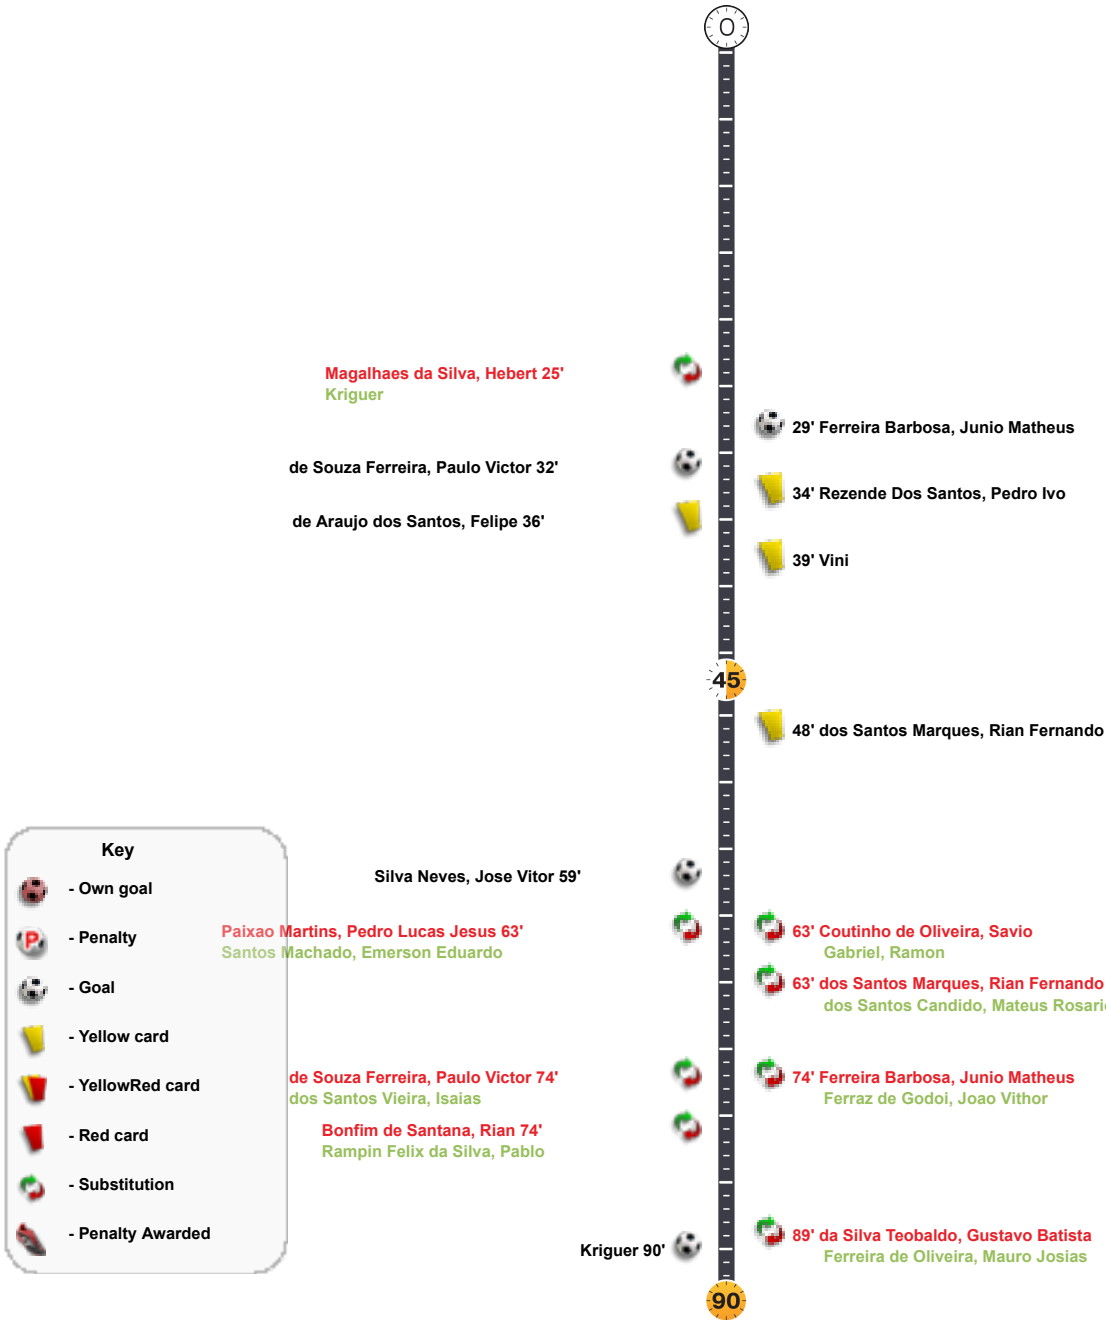 0
Magalhaes da Silva, Hebert 25'
Kriguer
29' Ferreira Barbosa, Junio Matheus
de Souza Ferreira, Paulo Victor 32'
34' Rezende Dos Santos, Pedro Ivo
de Araujo dos Santos, Felipe 36'
39' Vini
45
48' dos Santos Marques, Rian Fernando
Silva Neves, Jose Vitor 59'
Paixao Martins, Pedro Lucas Jesus 63'
Santos Machado, Emerson Eduardo
63' Coutinho de Oliveira, Savio
Gabriel, Ramon
63' dos Santos Marques, Rian Fernando
dos Santos Candido, Mateus Rosario
de Souza Ferreira, Paulo Victor 74'
dos Santos Vieira, Isaias
74' Ferreira Barbosa, Junio Matheus
Ferraz de Godoi, Joao Vithor
Bonfim de Santana, Rian 74'
Rampin Felix da Silva, Pablo
89' da Silva Teobaldo, Gustavo Batista
Ferreira de Oliveira, Mauro Josias
Kriguer 90'
90
Key
- Own goal
P - Penalty
- Goal
- Yellow card
- YellowRed card
- Red card
- Substitution
- Penalty Awarded